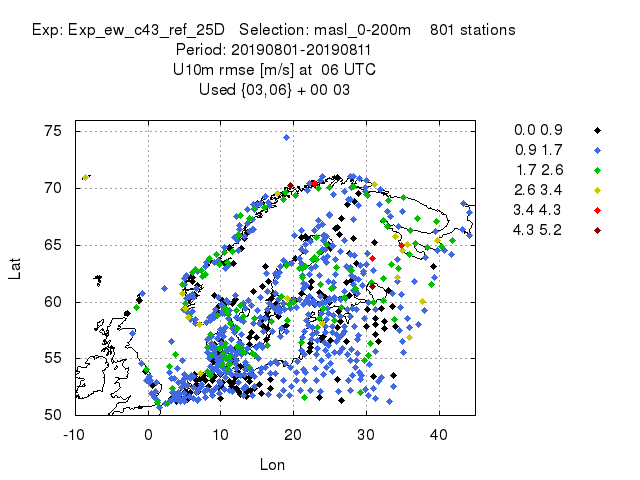 Exp: Exp_ew_c43_ref_25D   Selection: masl_0-200m    801 stations
Period: 20190801-20190811
U10m rmse [m/s] at  06 UTC
Used {03,06} + 00 03
0.0 0.9
0.9 1.7
1.7 2.6
2.6 3.4
3.4 4.3
4.3 5.2
75
70
65
60
55
50
Lat
-10 0 10 20 30 40
Lon